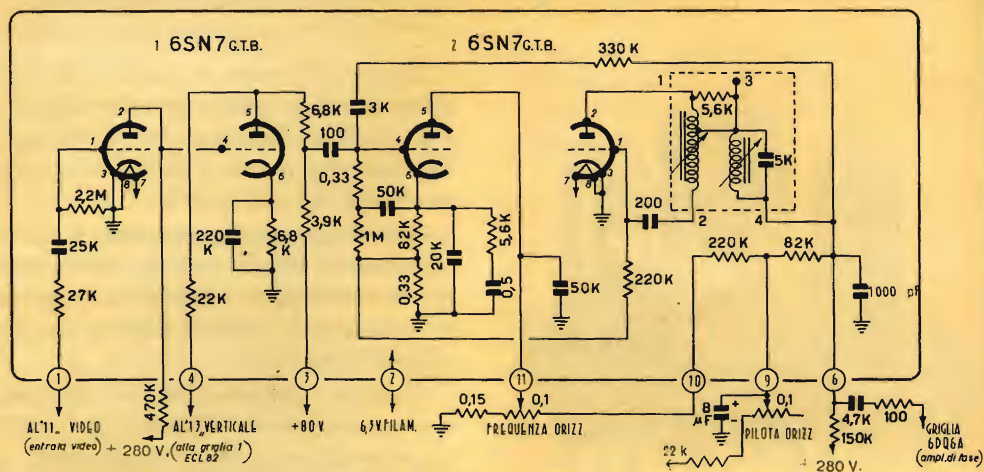 1 6SN7 G.T.B.
2 6SN7 G.T.B.
330 K
1
3
5,6K
5K
2
4
2
1
3
8
7
2,2M
25K
27K
5
4
6
220 K
6,8 K
22K
6,8K
100
3,9K
3K
5
4
6
0,33
50K
1M
82K
0,33
20K
5,6K
0,5
50K
2
1
7
8
3
200
220K
220K
82K
1000 pF
1
4
3
2
11
10
9
6
AL "11" VIDEO
(entrata video)
470K
+ 280 V.
AL "13" VERTICALE
(alla griglia 1 ECL 82)
+80 V
6,3 V. FILAM.
0,15
0,1
FREQUENZA ORIZZ.
8 µF
+
-
0,1
PILOTA ORIZZ
22 K
4,7K
150K
100
+ 280 V.
GRIGLIA
6DQ6A
(ampl. di fase)